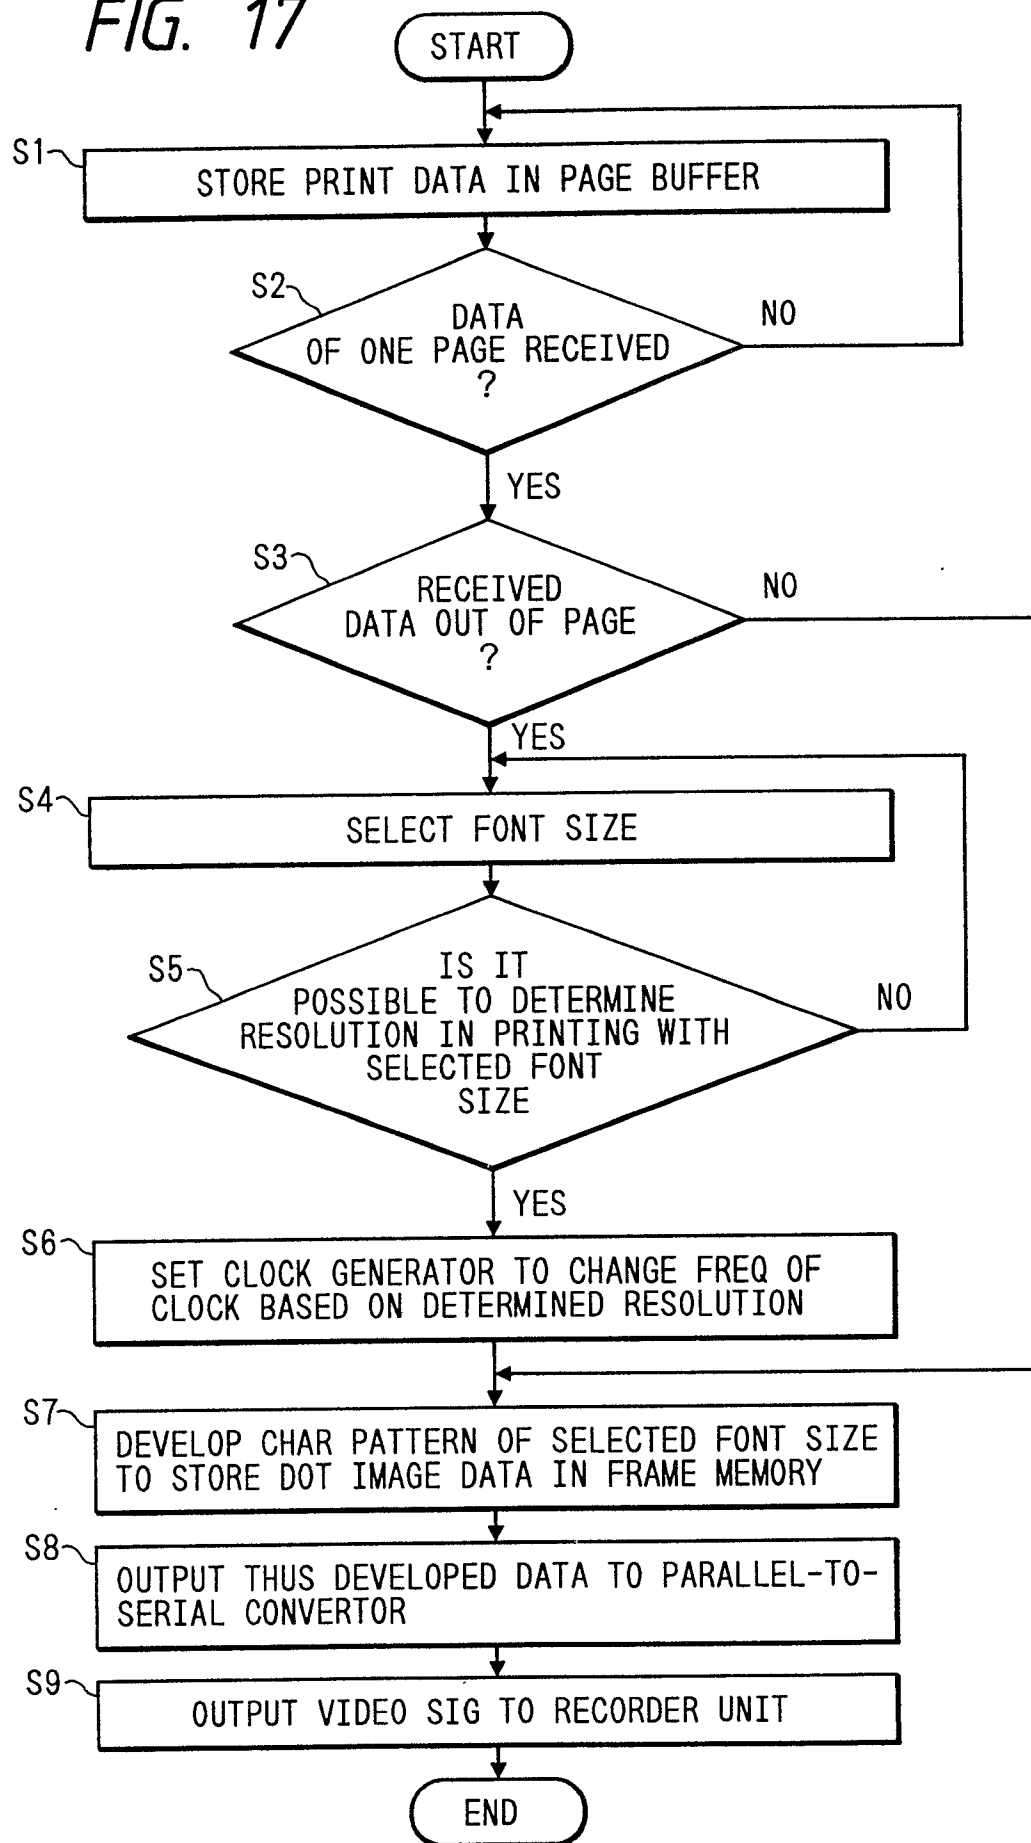 FIG. 17
START
S1
STORE PRINT DATA IN PAGE BUFFER
S2
DATA
OF ONE PAGE RECEIVED
?
NO
YES
S3
RECEIVED
DATA OUT OF PAGE
?
NO
YES
S4
SELECT FONT SIZE
S5
IS IT
POSSIBLE TO DETERMINE
RESOLUTION IN PRINTING WITH
SELECTED FONT
SIZE
NO
YES
S6
SET CLOCK GENERATOR TO CHANGE FREQ OF
CLOCK BASED ON DETERMINED RESOLUTION
S7
DEVELOP CHAR PATTERN OF SELECTED FONT SIZE
TO STORE DOT IMAGE DATA IN FRAME MEMORY
S8
OUTPUT THUS DEVELOPED DATA TO PARALLEL-TO-
SERIAL CONVERTOR
S9
OUTPUT VIDEO SIG TO RECORDER UNIT
END